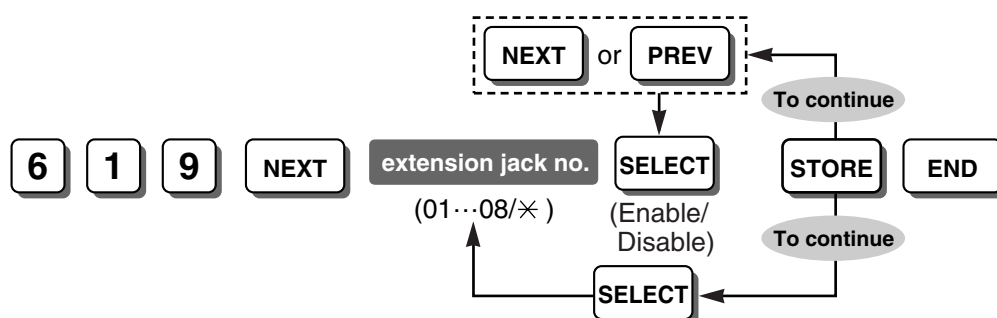 NEXT or PREV
To continue
6 1 9 NEXT extension jack no. SELECT STORE END
(01···08/✳ )
(Enable/
Disable)
To continue
SELECT